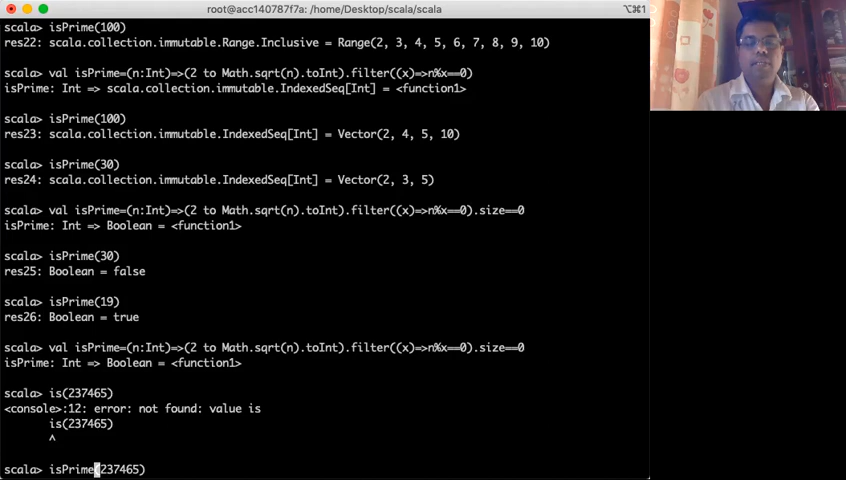 root@acc140787f7a: /home/Desktop/scala/scala
⌥⌘1
scala> isPrime(100)
res22: scala.collection.immutable.Range.Inclusive = Range(2, 3, 4, 5, 6, 7, 8, 9, 10)
scala> val isPrime=(n:Int)=>(2 to Math.sqrt(n).toInt).filter((x)=>n%x==0)
isPrime: Int => scala.collection.immutable.IndexedSeq[Int] = <function1>
scala> isPrime(100)
res23: scala.collection.immutable.IndexedSeq[Int] = Vector(2, 4, 5, 10)
scala> isPrime(30)
res24: scala.collection.immutable.IndexedSeq[Int] = Vector(2, 3, 5)
scala> val isPrime=(n:Int)=>(2 to Math.sqrt(n).toInt).filter((x)=>n%x==0).size==0
isPrime: Int => Boolean = <function1>
scala> isPrime(30)
res25: Boolean = false
scala> isPrime(19)
res26: Boolean = true
scala> val isPrime=(n:Int)=>(2 to Math.sqrt(n).toInt).filter((x)=>n%x==0).size==0
isPrime: Int => Boolean = <function1>
scala> is(237465)
<console>:12: error: not found: value is
is(237465)
^
scala> isPrime(237465)